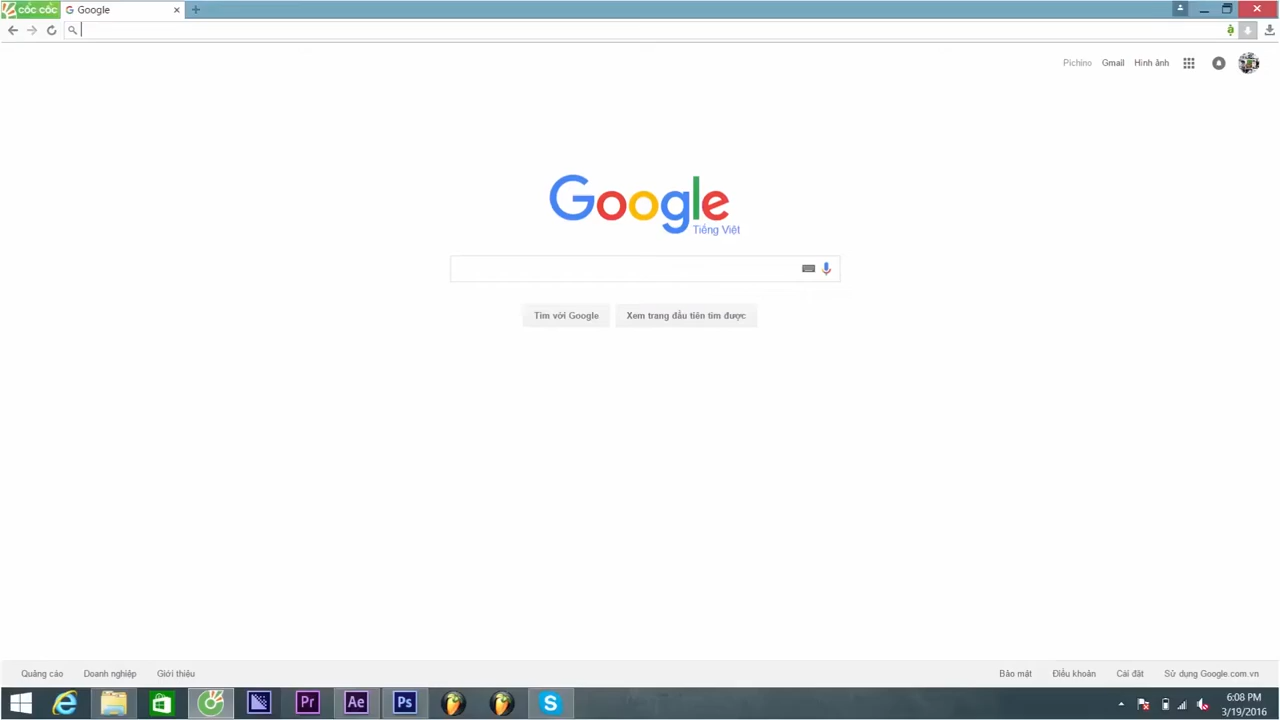 cốc cốc
Google
Pichino Gmail Hình ảnh
Google
Tiếng Việt
Tìm với Google Xem trang đầu tiên tìm được
Quảng cáo Doanh nghiệp Giới thiệu
Bảo mật Điều khoản Cài đặt Sử dụng Google.com.vn
Pr Ae Ps S
6:08 PM
3/19/2016